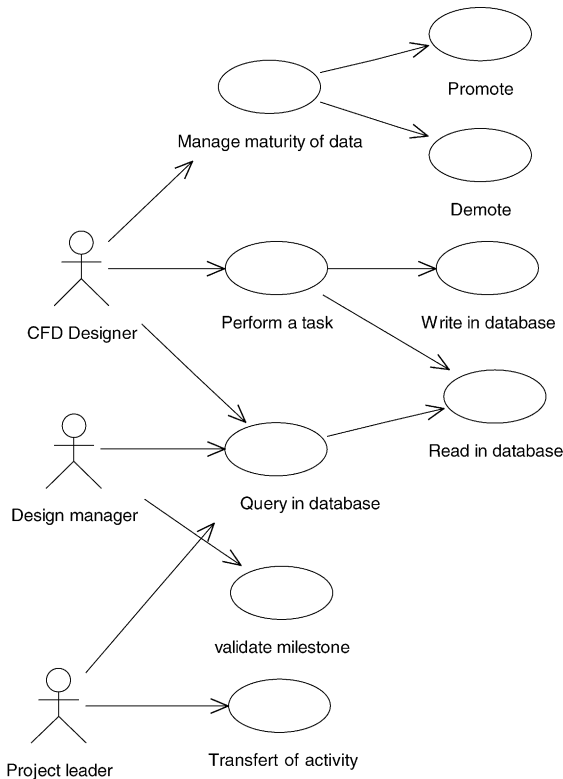 Promote
Manage maturity of data
Demote
CFD Designer
Perform a task
Write in database
Read in database
Design manager
Query in database
validate milestone
Project leader
Transfert of activity